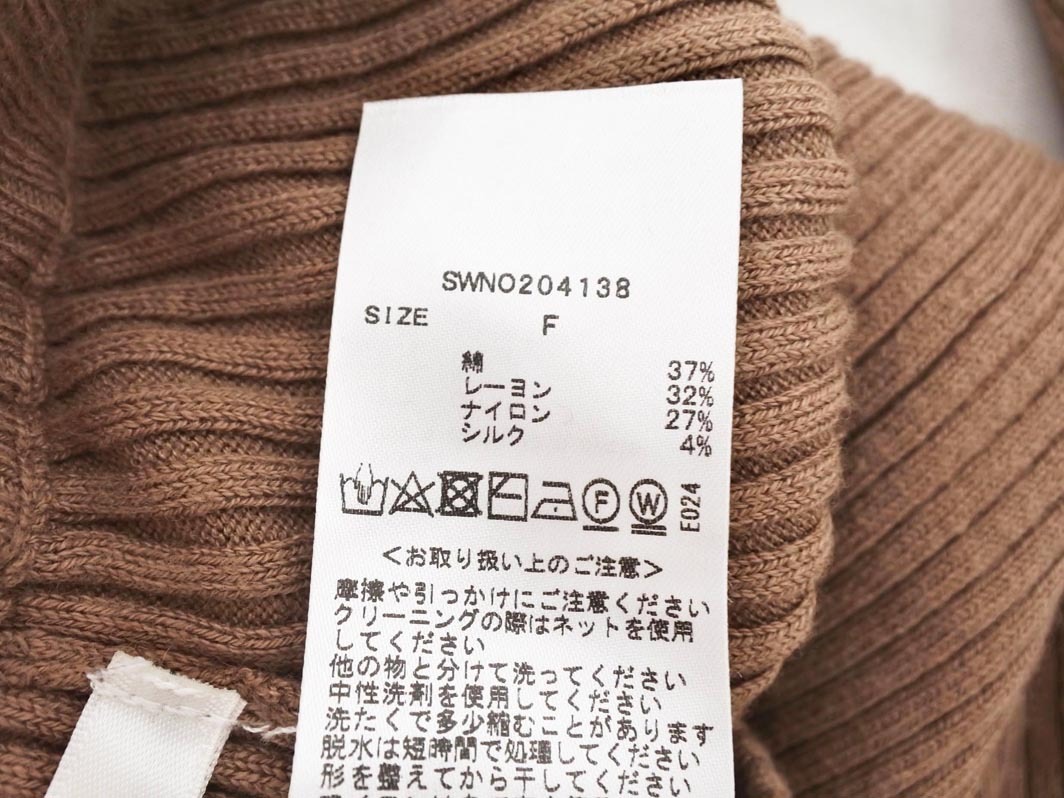 SWNO204138
SIZE F
綿 37%
レーヨン 32%
ナイロン 27%
シルク 4%
F W E024
<お取り扱い上のご注意>
摩擦や引っかけにご注意ください
クリーニングの際はネットを使用
してください
他の物と分けて洗ってください
中性洗剤を使用してください
洗たくで多少縮むことがあります
脱水は短時間で処理してください
形を整えてから干してください